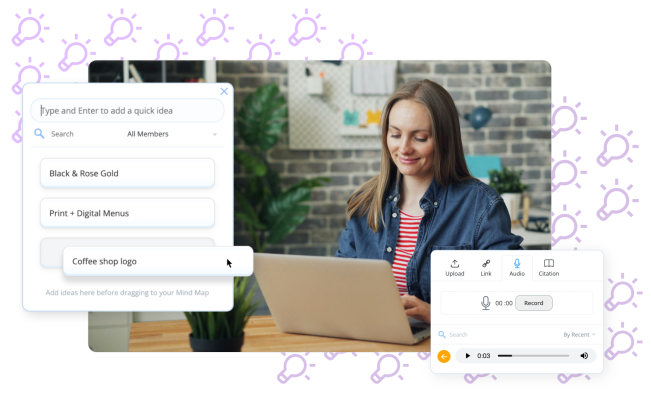 Type and Enter to add a quick idea
Search
All Members
Black & Rose Gold
Print + Digital Menus
Coffee shop logo
Add ideas here before dragging to your Mind Map
Upload
Link
Audio
Citation
00 :00
Record
Search
By Recent
0:03